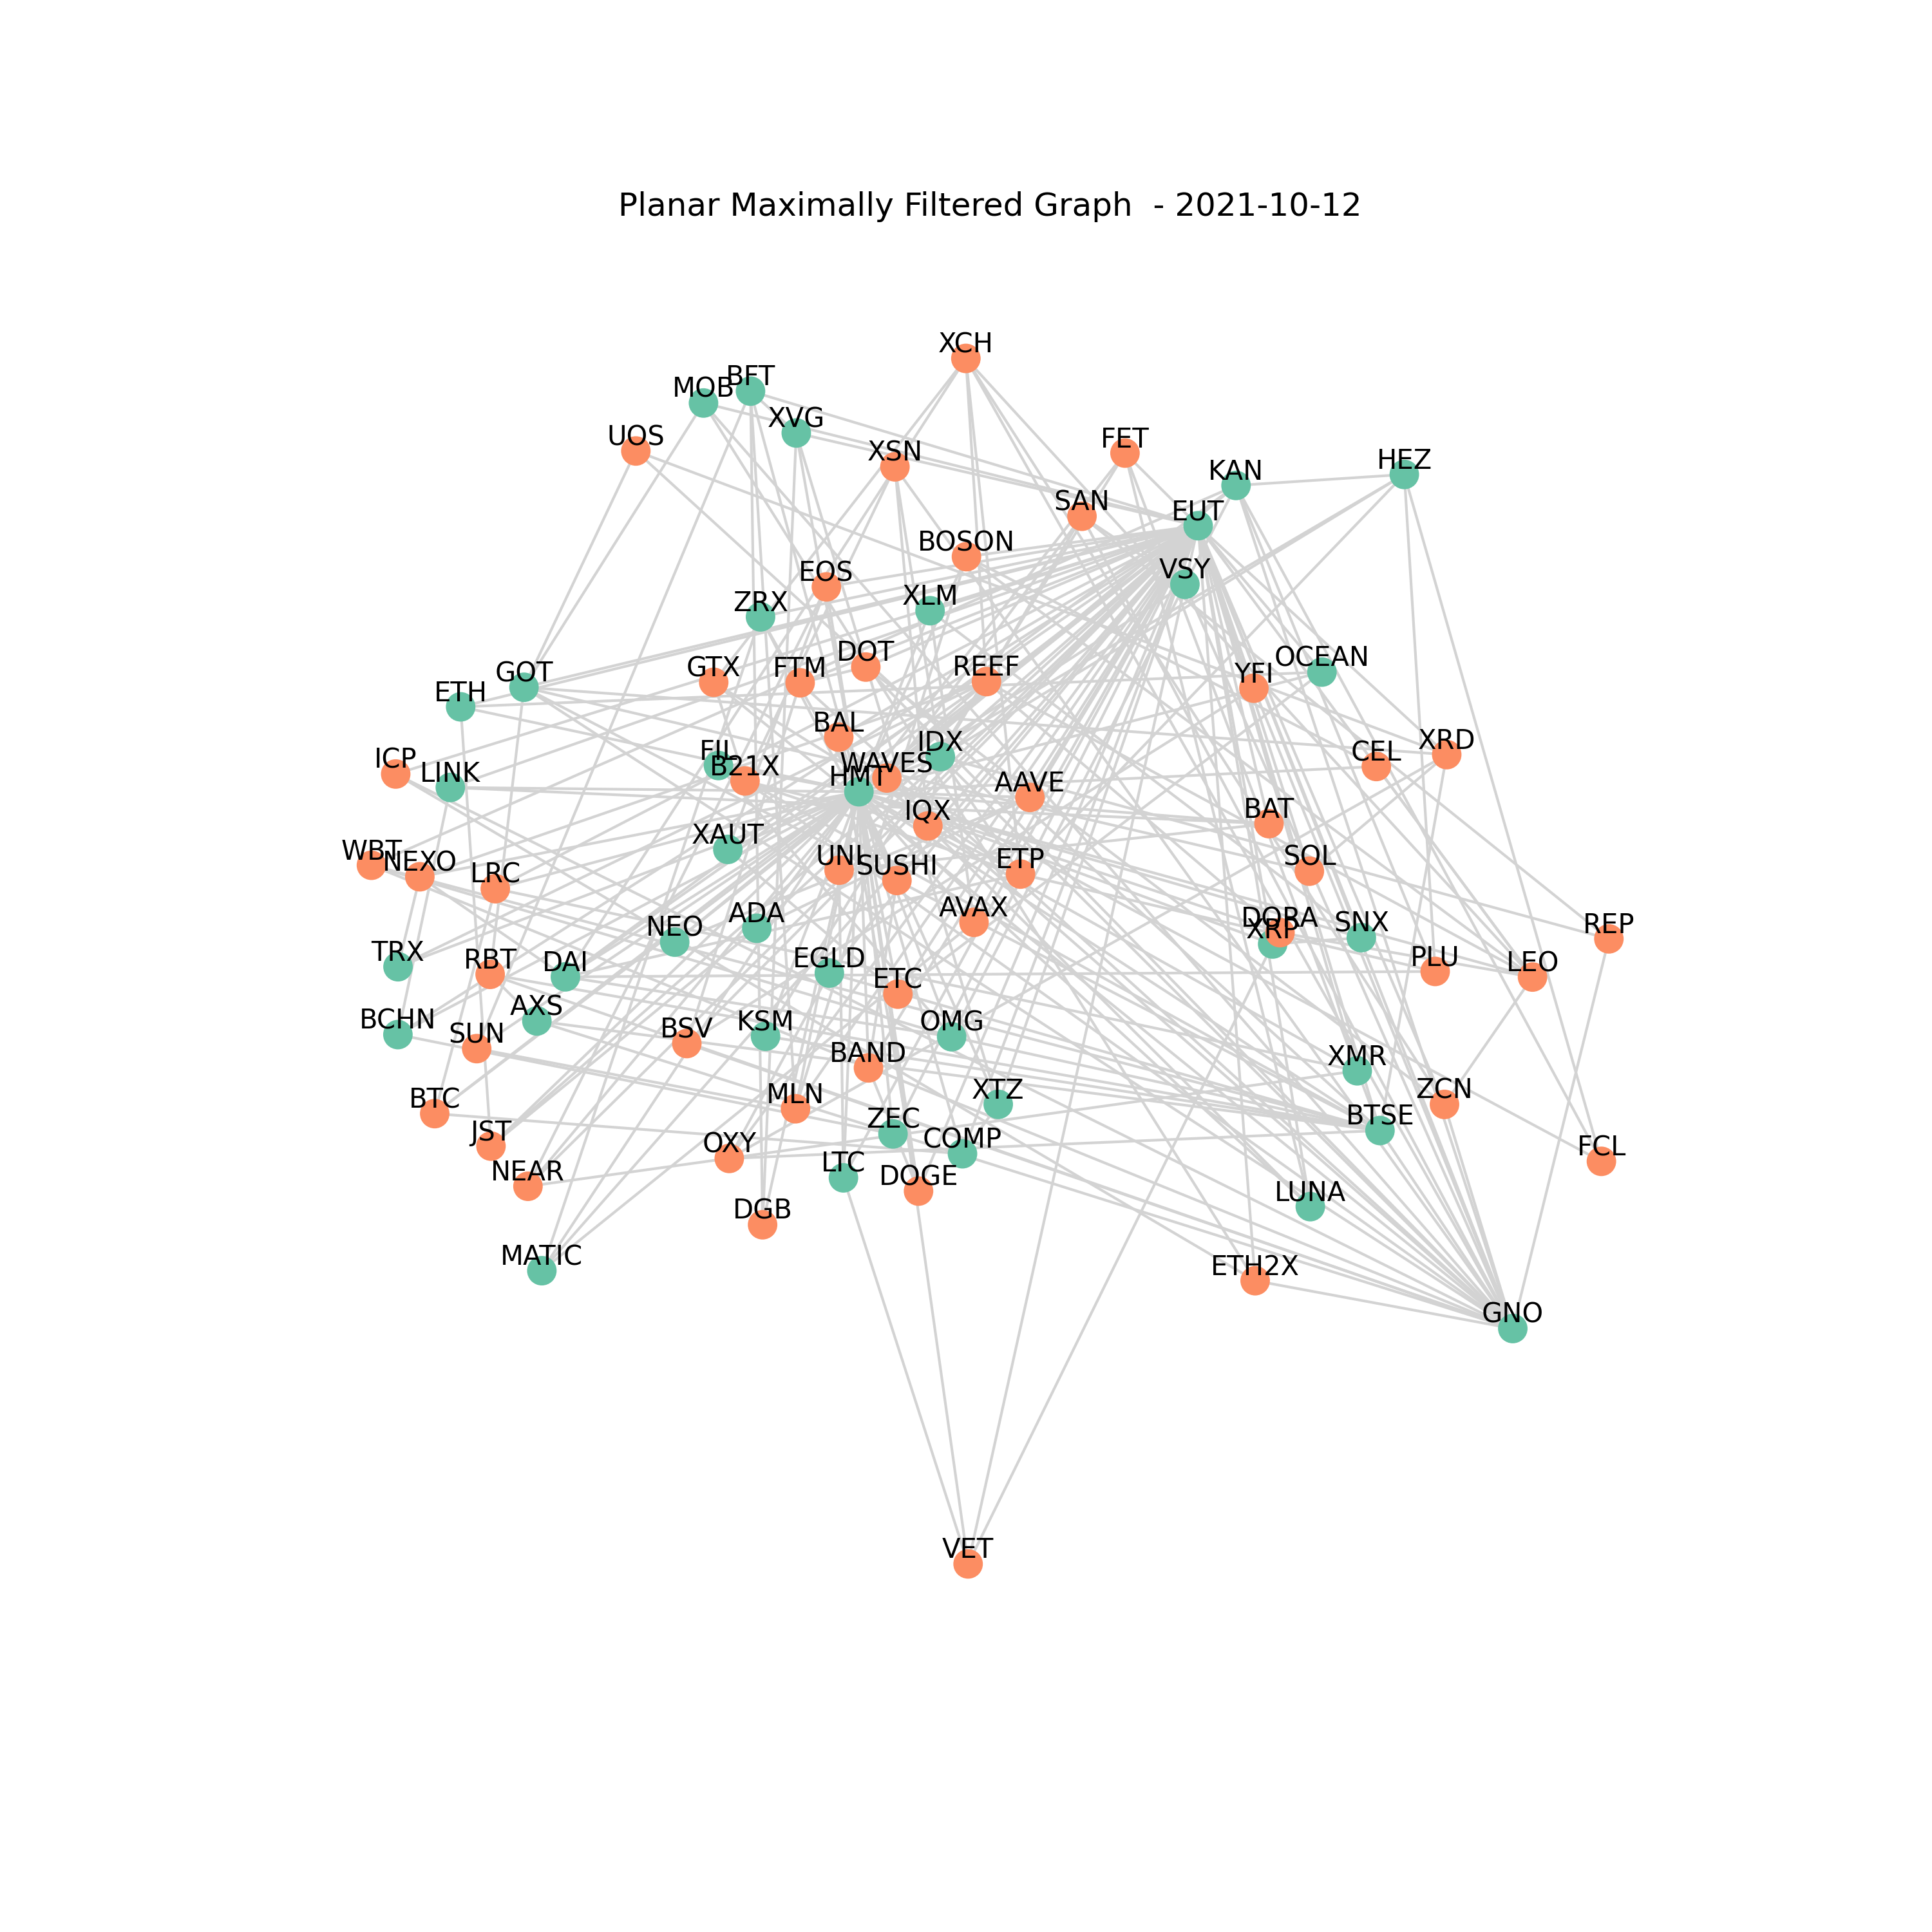 Planar Maximally Filtered Graph  - 2021-10-12
XCH
BFT
MOB
XVG
UOS
FET
XSN
HEZ
KAN
SAN
EUT
BOSON
EOS
VSY
XLM
ZRX
DOT
OCEAN
GTX
FTM
REEF
YFI
GOT
ETH
BAL
XRD
IDX
FIL
CEL
ICP
LINK
B21X
WAVES
HMT
AAVE
IQX
BAT
XAUT
WBT
NEXO
LRC
UNI
SUSHI
ETP
SOL
ADA
AVAX
NEO
DORA
XRP
SNX
REP
TRX
RBT
DAI
EGLD
PLU
LEO
ETC
AXS
BCHN
SUN
BSV
KSM
OMG
BAND
XMR
BTC
MLN
XTZ
ZCN
ZEC
BTSE
JST
OXY
COMP
FCL
NEAR
LTC
DOGE
LUNA
DGB
MATIC
ETH2X
GNO
VET